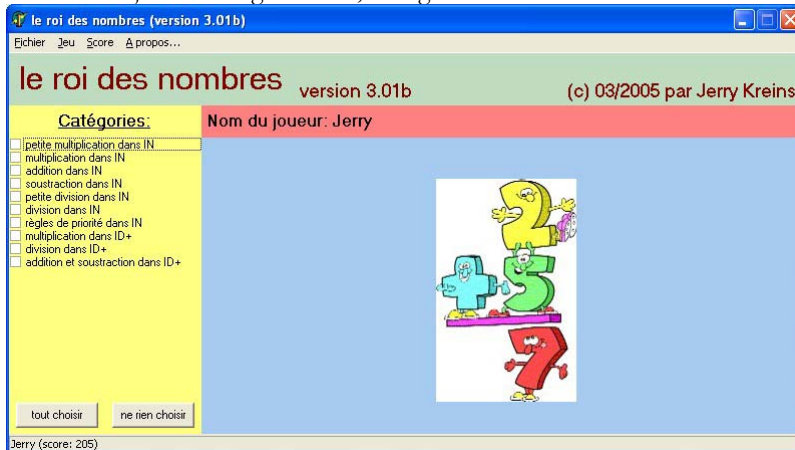 le roi des nombres (version 3.01b)
Fichier Jeu Score A propos...
le roi des nombres version 3.01b (c) 03/2005 par Jerry Kreins
Catégories:
Nom du joueur: Jerry
petite multiplication dans IN
multiplication dans IN
addition dans IN
soustraction dans IN
petite division dans IN
division dans IN
règles de priorité dans IN
multiplication dans ID+
division dans ID+
addition et soustraction dans ID+
2
+ 5
7
tout choisir ne rien choisir
Jerry (score: 205)